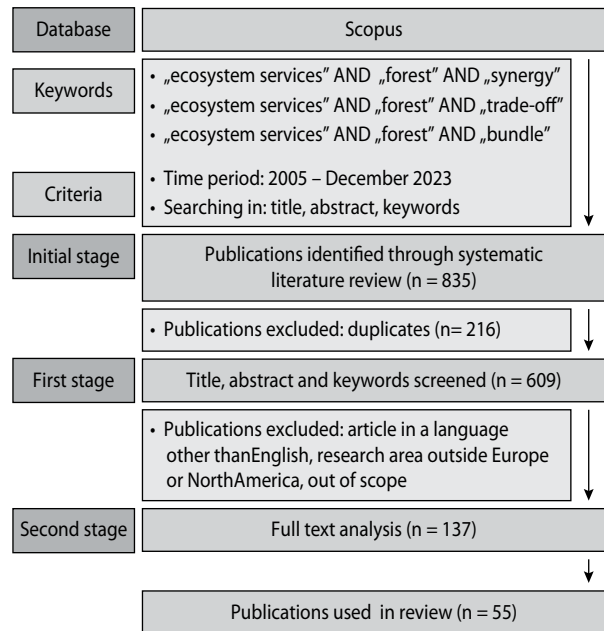 Database
Scopus
Keywords
• „ecosystem services” AND „forest” AND „synergy”
• „ecosystem services” AND „forest” AND „trade-off”
• „ecosystem services” AND „forest” AND „bundle”
Criteria
• Time period: 2005 – December 2023
• Searching in: title, abstract, keywords
Initial stage
Publications identified through systematic
literature review (n = 835)
• Publications excluded: duplicates (n= 216)
First stage
Title, abstract and keywords screened (n = 609)
• Publications excluded: article in a language
other thanEnglish, research area outside Europe
or NorthAmerica, out of scope
Second stage
Full text analysis (n = 137)
Publications used in review (n = 55)